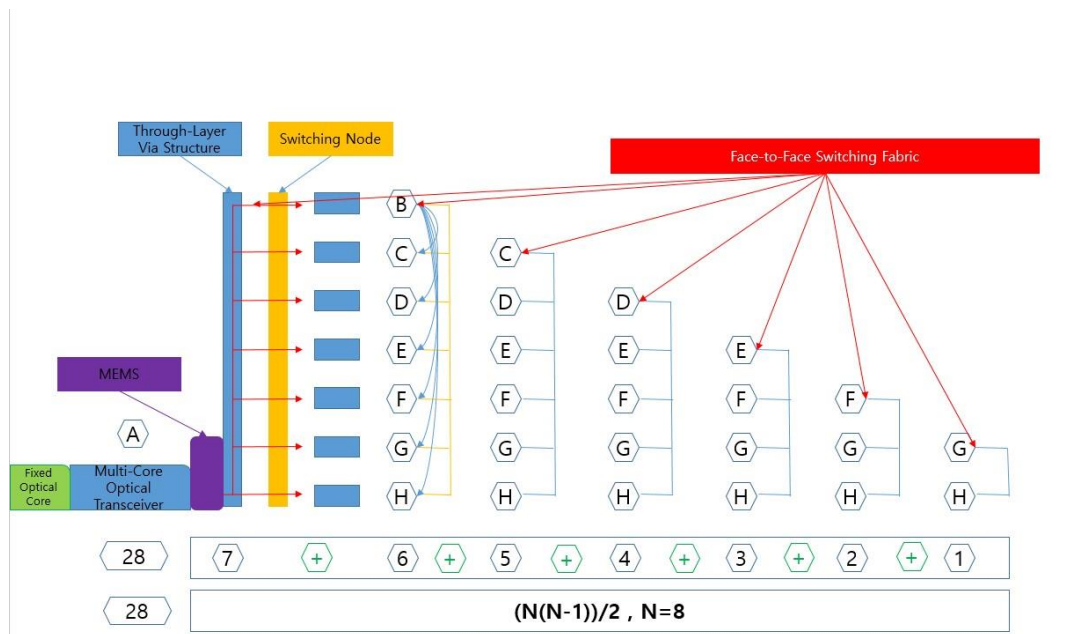 Through-Layer
Via Structure
Switching Node
Face-to-Face Switching Fabric
B
C
C
D
D
D
E
E
E
E
MEMS
F
F
F
F
F
A
G
G
G
G
G
G
Fixed
Optical
Core
Multi-Core
Optical
Transceiver
H
H
H
H
H
H
28
7 + 6 + 5 + 4 + 3 + 2 + 1
28
(N(N-1))/2 , N=8